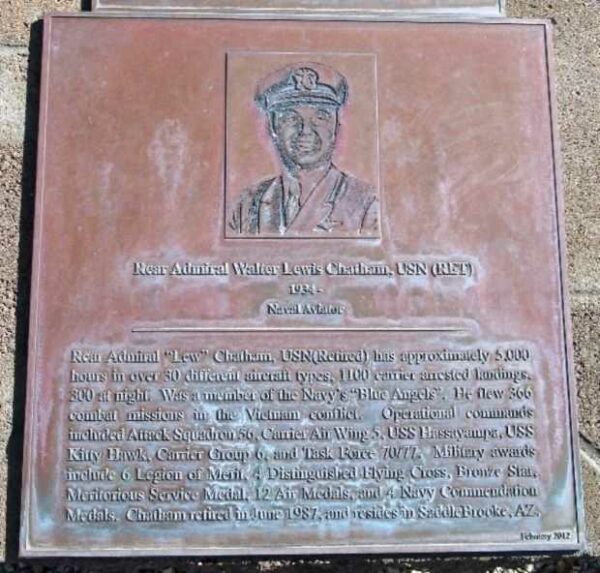 Rear Admiral Walter Lewis Chatham, USN (RET)
1934 -
Naval Aviator
Rear Admiral "Lew" Chatham, USN(Retired) has approximately 5,000
hours in over 30 different aircraft types, 1100 carrier arrested landings,
300 at night. Was a member of the Navy's "Blue Angels". He flew 366
combat missions in the Vietnam conflict. Operational commands
included Attack Squadron 56, Carrier Air Wing 5, USS Hassayampa, USS
Kitty Hawk, Carrier Group 6, and Task Force 70/77. Military awards
include 6 Legion of Merit, 4 Distinguished Flying Cross, Bronze Star,
Meritorious Service Medal, 12 Air Medals, and 4 Navy Commendation
Medals. Chatham retired in June 1987, and resides in SaddleBrooke, AZ.
February 2012